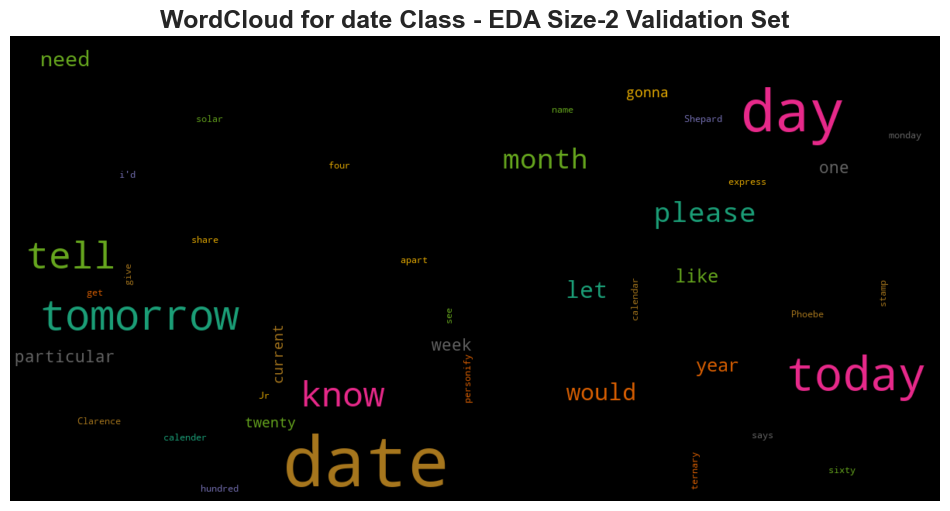 WordCloud for date Class - EDA Size-2 Validation Set
need
gonna
day
name
solar
Shepard
monday
month
four
one
i'd
express
please
share
tell
apart
give
like
let
calendar
get
stamp
tomorrow
see
Phoebe
current
week
particular
year
today
personify
know
would
Jr
Clarence
twenty
calender
says
date
ternary
sixty
hundred